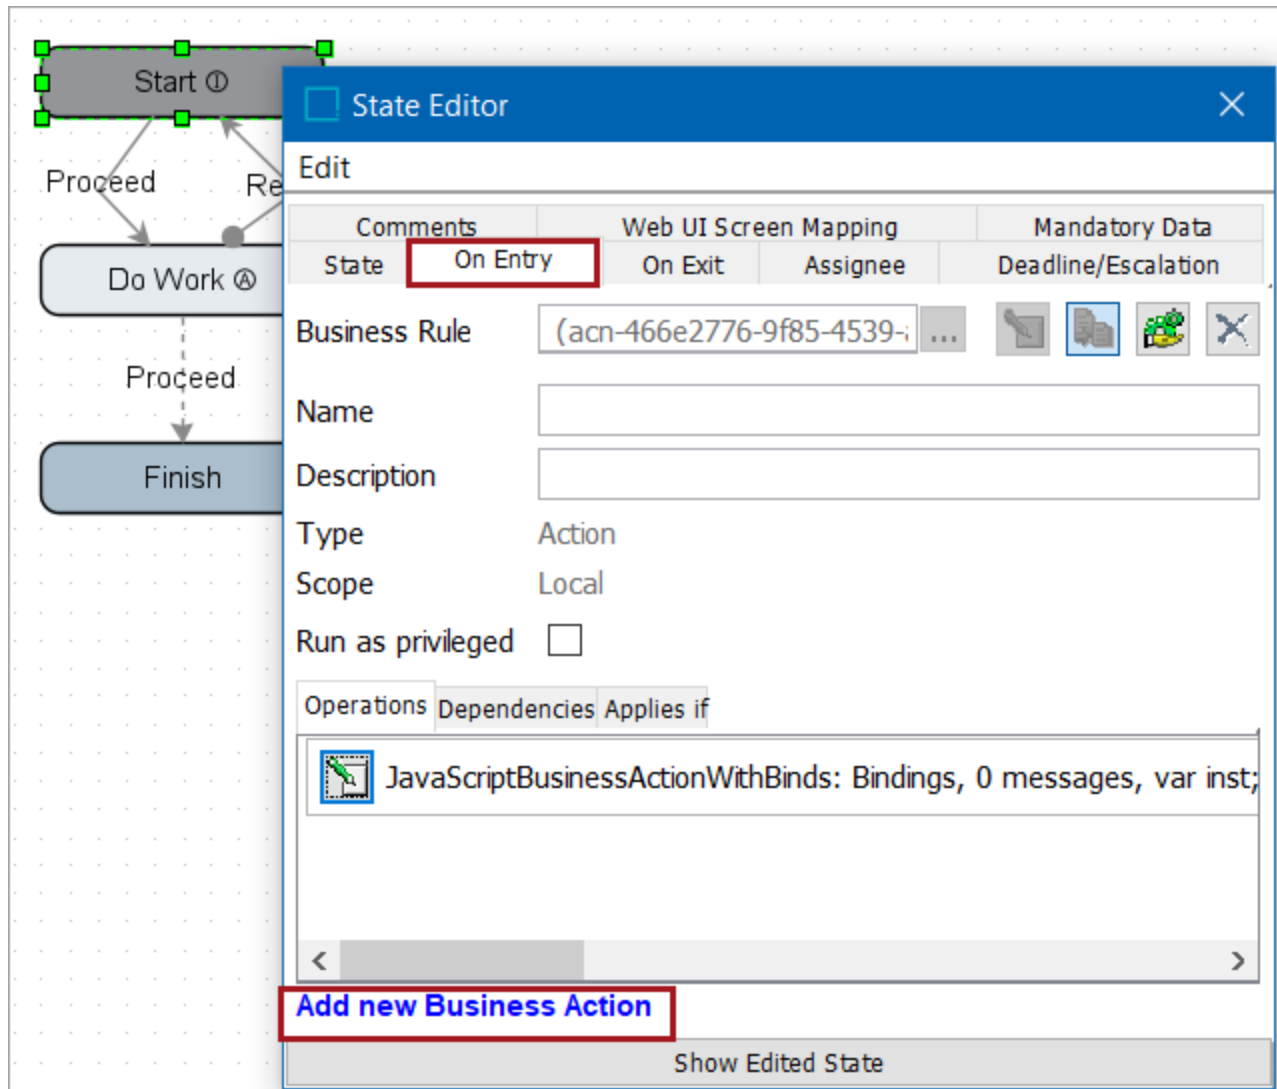 Start ①
State Editor
Edit
Proceed
Re
Comments Web UI Screen Mapping Mandatory Data
State On Entry On Exit Assignee Deadline/Escalation
Do Work Ⓐ
Business Rule (acn-466e2776-9f85-4539- ...
Proceed
Name
Finish
Description
Type Action
Scope Local
Run as privileged
Operations Dependencies Applies if
JavaScriptBusinessActionWithBinds: Bindings, 0 messages, var inst;
Add new Business Action
Show Edited State